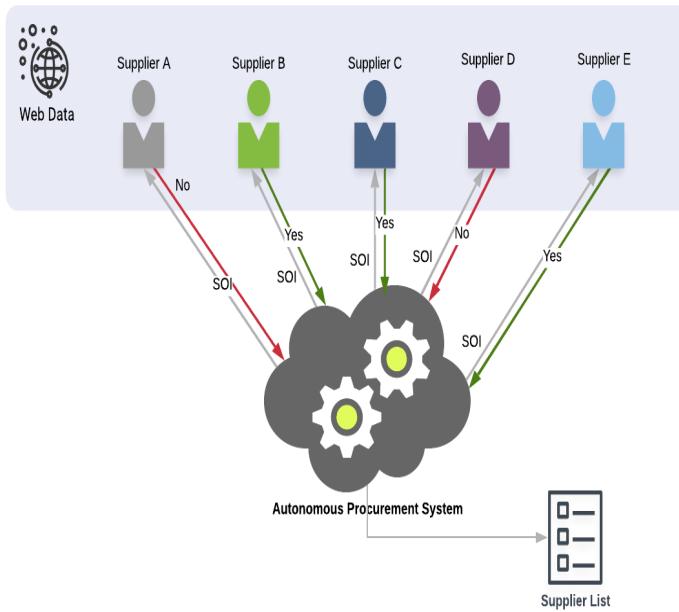 Supplier A
Supplier B
Supplier C
Supplier D
Supplier E
Web Data
No
Yes
Yes
No
Yes
SOI
SOI
SOI
SOI
SOI
Autonomous Procurement System
Supplier List